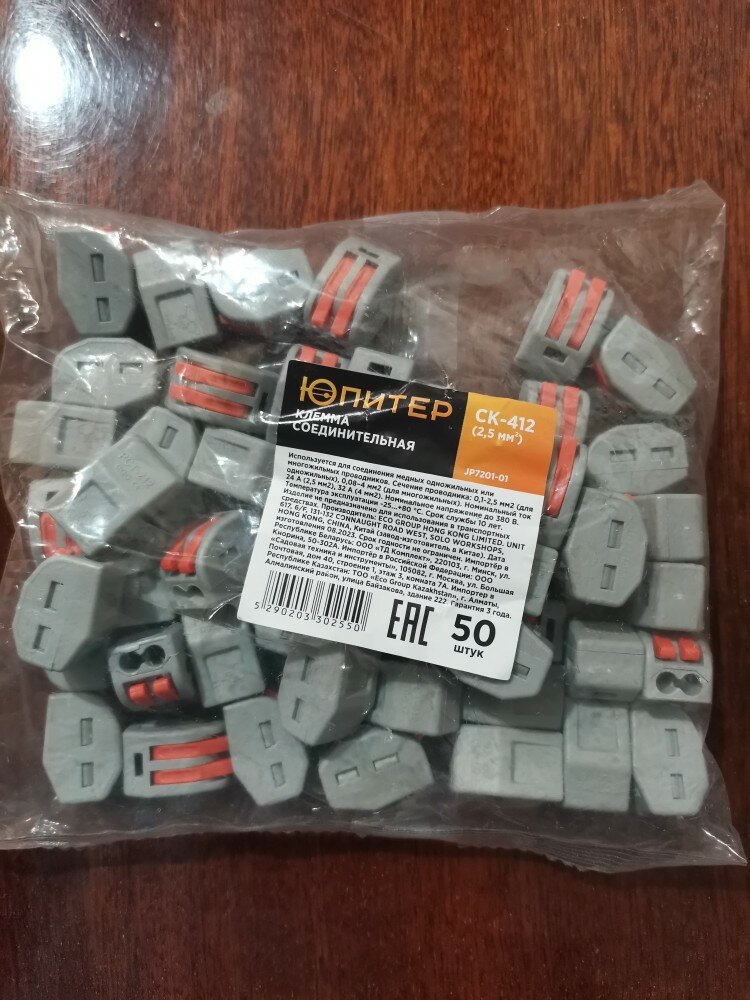 ЮПИТЕР
КЛЕММА
СОЕДИНИТЕЛЬНАЯ
СК-412
(2,5 мм²)
JP7201-01
Используется для соединения медных одножильных или
многожильных проводников. Сечение проводника: 0,1-2,5 мм2 (для
одножильных), 0,08-4 мм2 (для многожильных). Номинальный ток
24 А (2,5 мм2), 32 А (4 мм2). Номинальное напряжение до 380 В.
Температура эксплуатации -25...+80 °C. Срок службы 10 лет.
Изделие не предназначено для использования в транспортных
средствах. Производитель: ECO GROUP HONG KONG LIMITED, UNIT
617, 6/F, 131-132 CONNAUGHT ROAD WEST, SOLO WORKSHOPS,
HONG KONG, CHINA, Китай (завод-изготовитель в Китае). Дата
изготовления 08.2023. Срок годности не ограничен. Импортёр в
Республике Беларусь: ООО «ТД Комплект», 220103, г. Минск, ул.
Кнорина, 50-302А. Импортёр в Российской Федерации: ООО
«Садовая техника и инструменты», 105082, г. Москва, ул. Большая
Почтовая, дом 40, строение 1, этаж 3, комната 7А. Импортер в
Республике Казахстан: ТОО «Eco Group Kazakhstan», г. Алматы,
Алмалинский район, улица Байзакова, здание 222. Гарантия 3 года.
5 290203 302550
EAC
50
штук